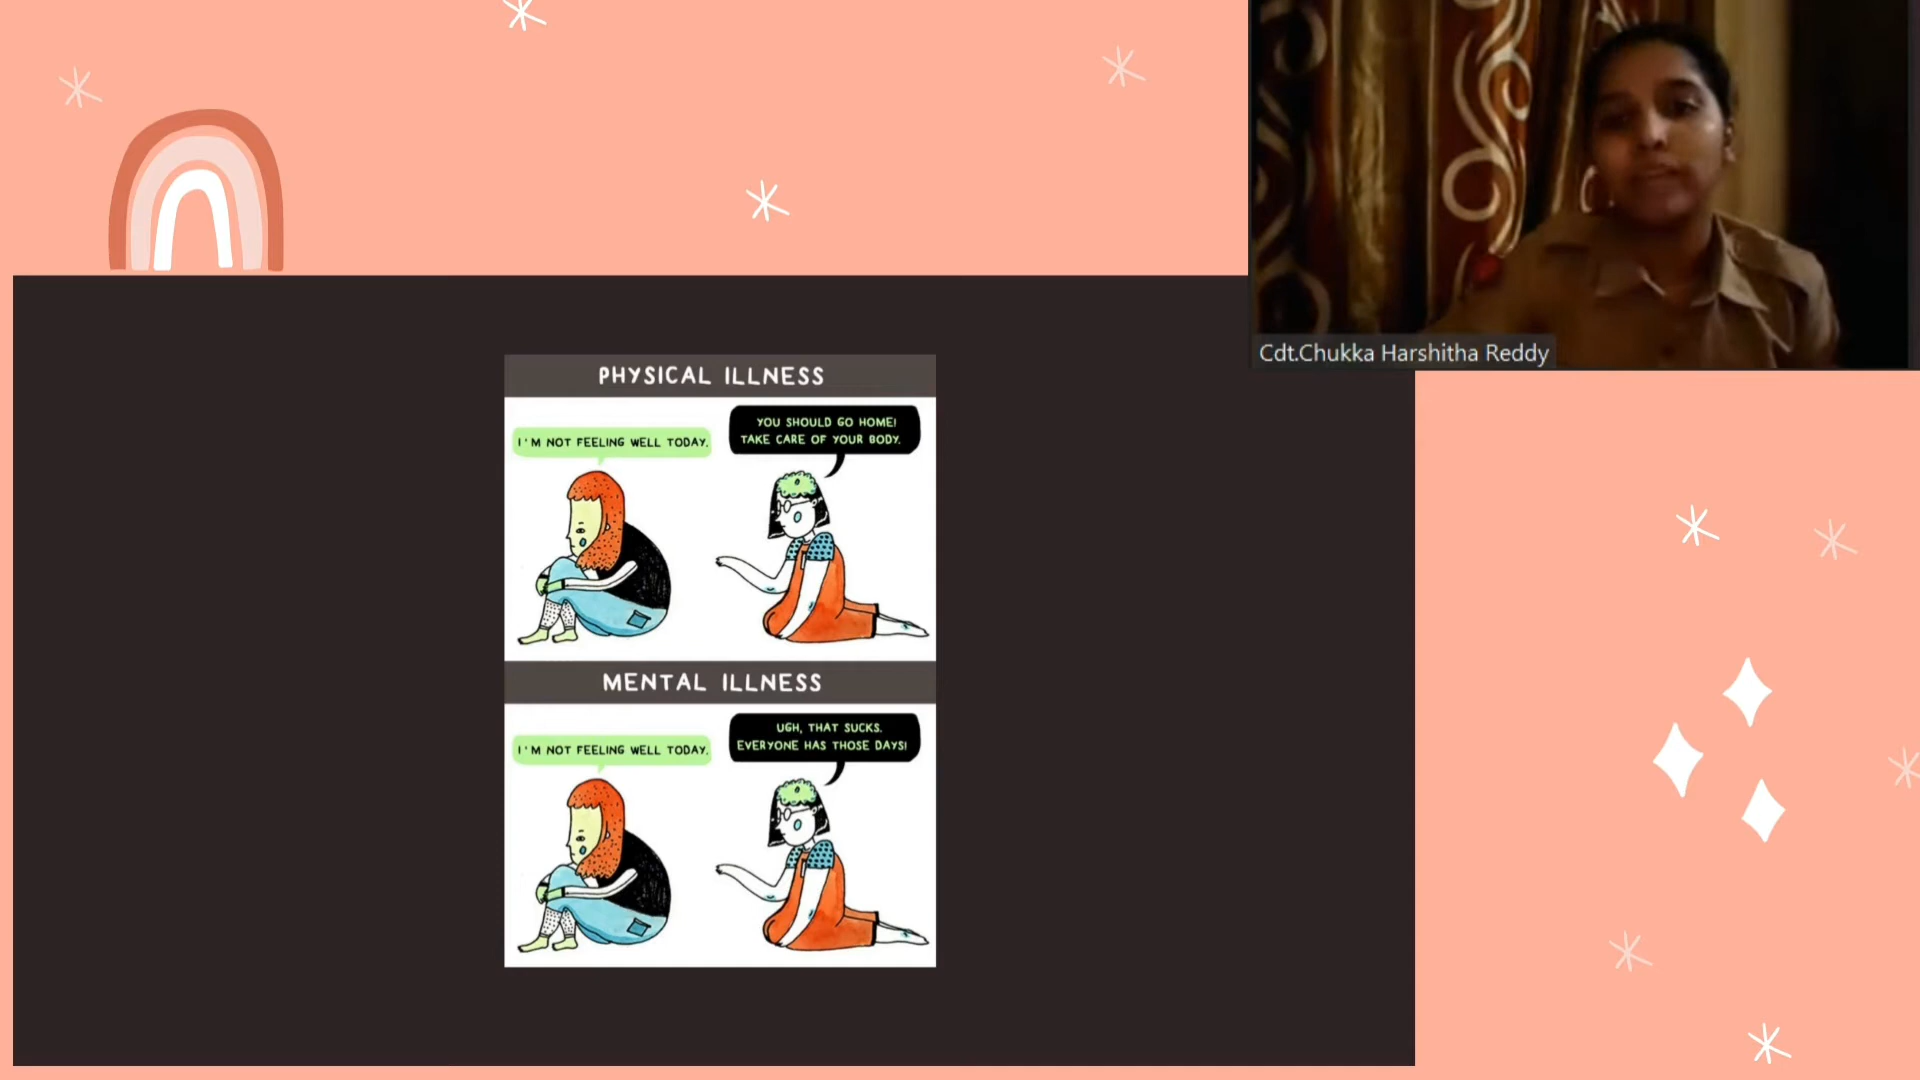 Cdt.Chukka Harshitha Reddy
PHYSICAL ILLNESS
I'M NOT FEELING WELL TODAY.
YOU SHOULD GO HOME!
TAKE CARE OF YOUR BODY.
MENTAL ILLNESS
I'M NOT FEELING WELL TODAY.
UGH, THAT SUCKS.
EVERYONE HAS THOSE DAYS!